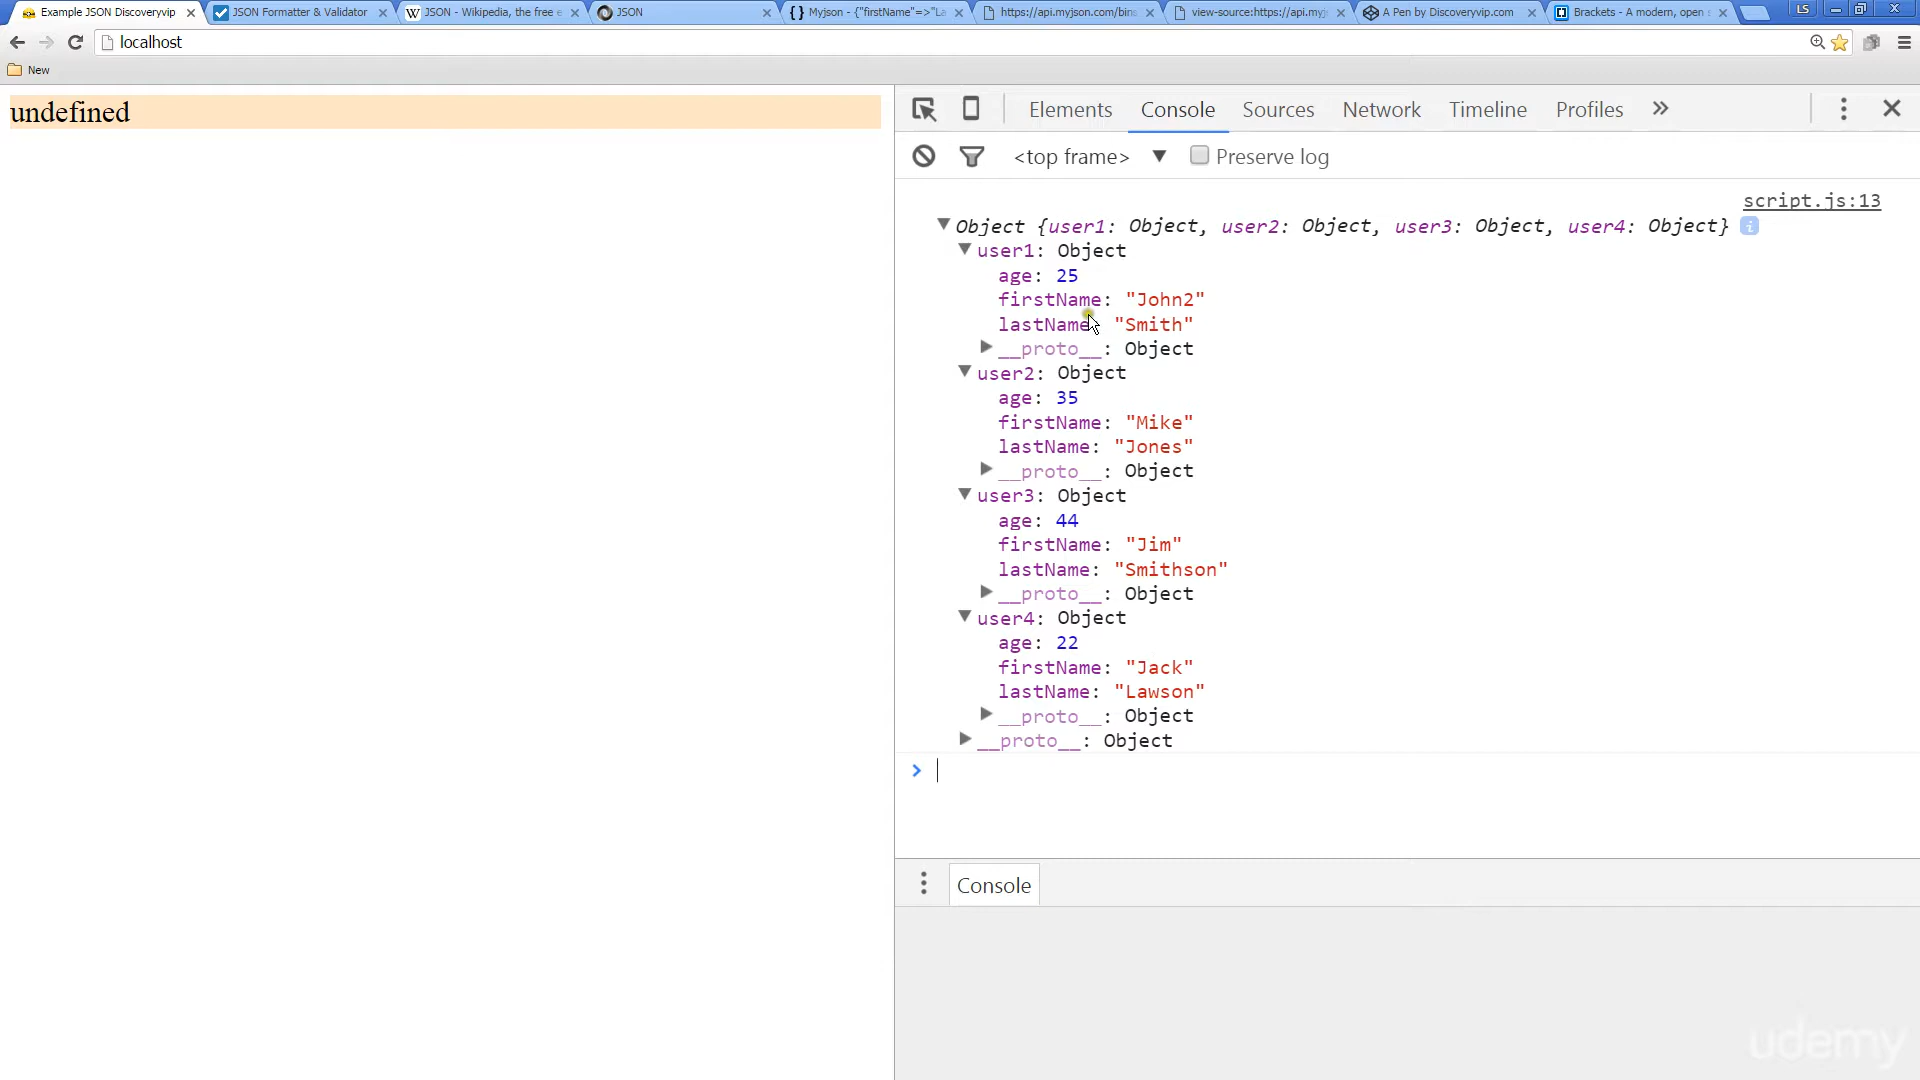 Example JSON Discoveryvip
JSON Formatter & Validator
JSON - Wikipedia, the free e
JSON
Myjson - {"firstName"=>"La
https://api.myjson.com/bins
view-source:https://api.myj
A Pen by Discoveryvip.com
Brackets - A modern, open s
LS
localhost
New
undefined
Elements Console Sources Network Timeline Profiles
<top frame> Preserve log
script.js:13
Object {user1: Object, user2: Object, user3: Object, user4: Object}
user1: Object
age: 25
firstName: "John2"
lastName: "Smith"
__proto__: Object
user2: Object
age: 35
firstName: "Mike"
lastName: "Jones"
__proto__: Object
user3: Object
age: 44
firstName: "Jim"
lastName: "Smithson"
__proto__: Object
user4: Object
age: 22
firstName: "Jack"
lastName: "Lawson"
__proto__: Object
__proto__: Object
Console
udemy